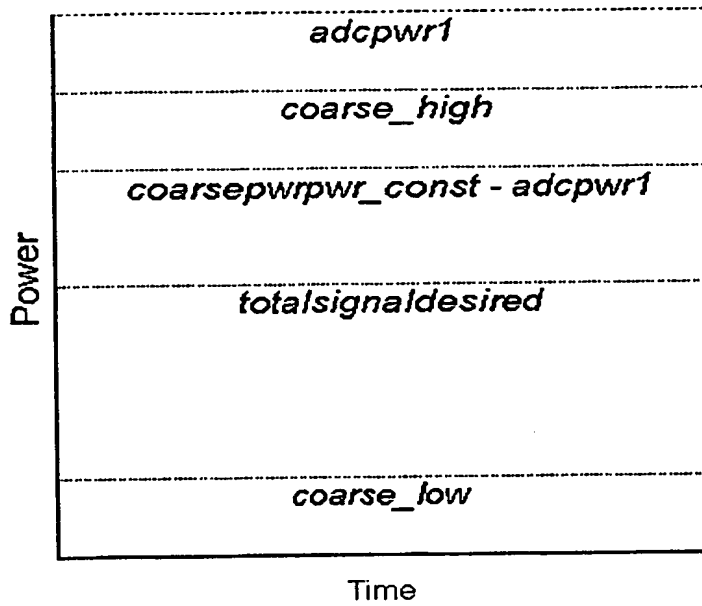 adcpwr1
coarse_high
coarsepwrpwr_const - adcpwr1
totalsignaldesired
coarse_low
Power
Time